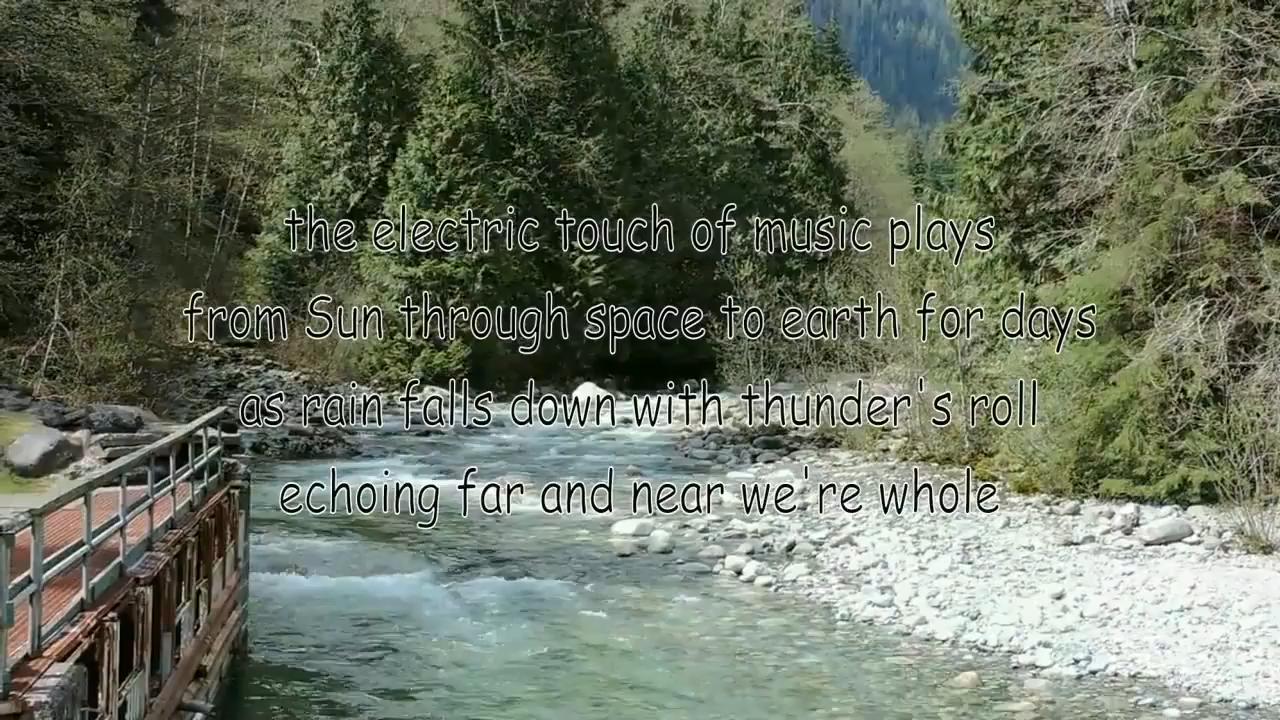 the electric touch of music plays
from Sun through space to earth for days
as rain falls down with thunder's roll
echoing far and near we're whole